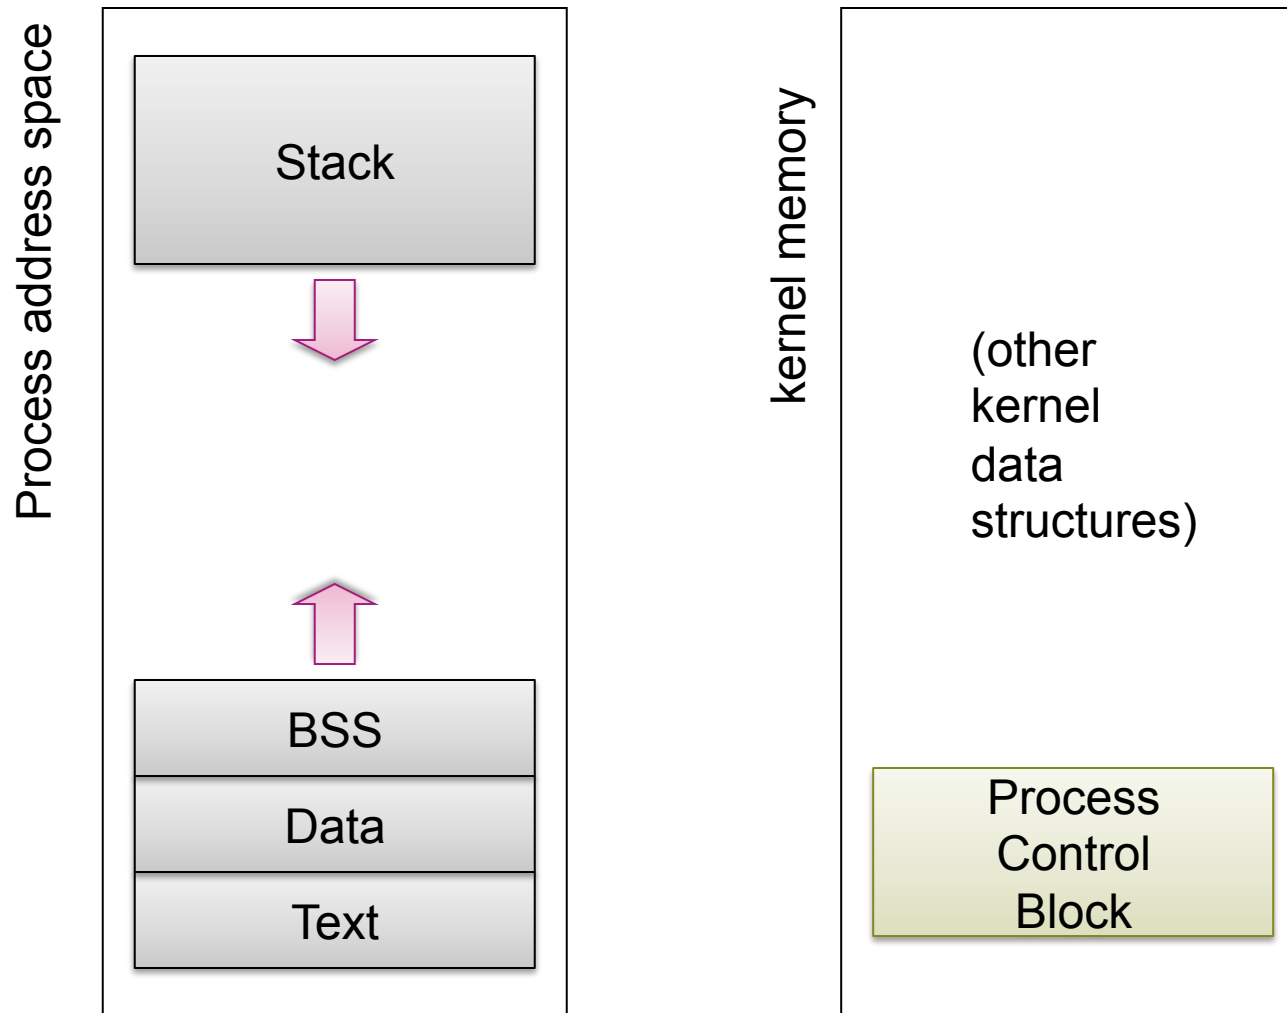 Process address space
Stack
BSS
Data
Text
kernel memory
(other
kernel
data
structures)
Process
Control
Block